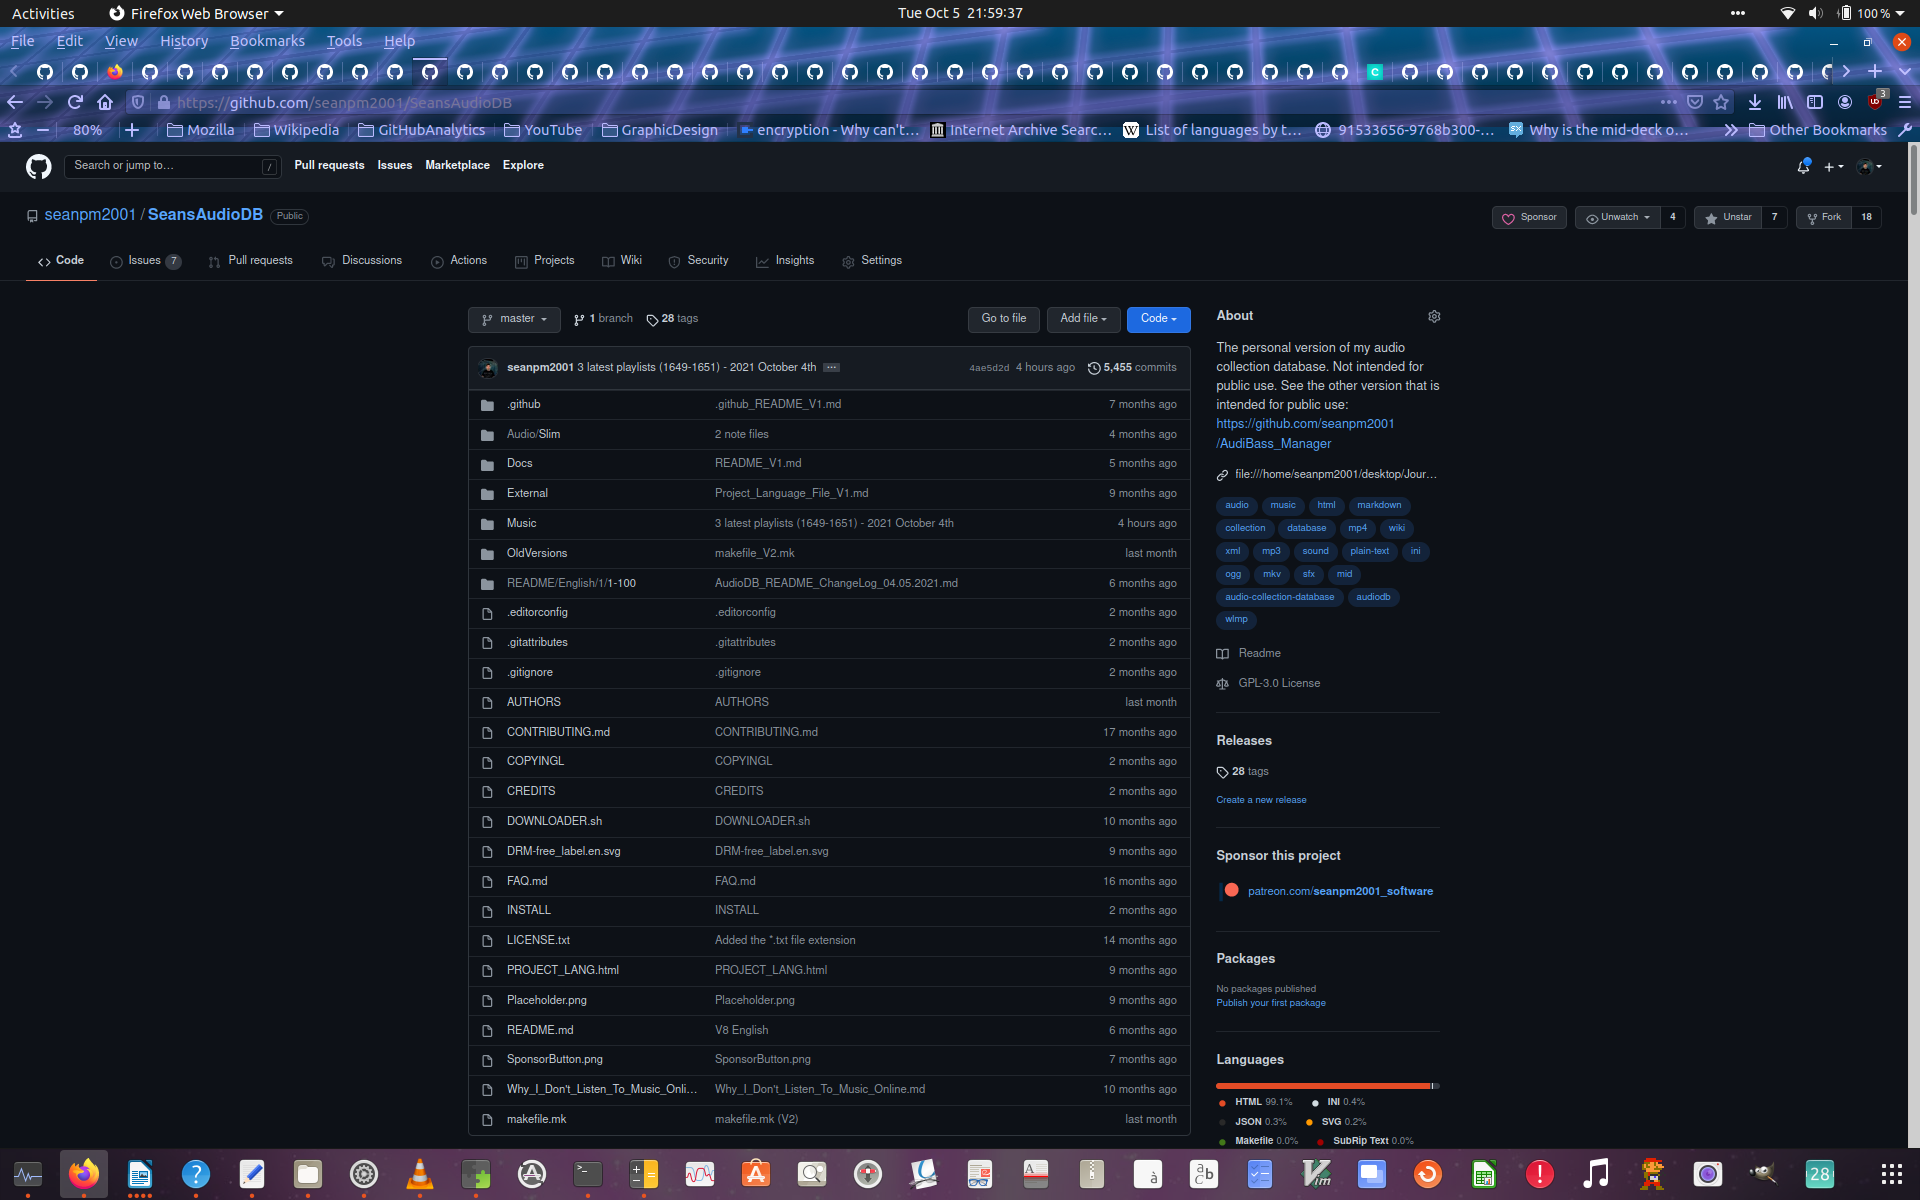 Activities Firefox Web Browser Tue Oct 5 21:59:37 100 %
File Edit View History Bookmarks Tools Help
https://github.com/seanpm2001/SeansAudioDB 3
80% Mozilla Wikipedia GitHubAnalytics YouTube GraphicDesign encryption - Why can't… Internet Archive Searc… List of languages by t… 91533656-9768b300-… Why is the mid-deck o… Other Bookmarks
Search or jump to… / Pull requests Issues Marketplace Explore
seanpm2001 / SeansAudioDB Public Sponsor Unwatch 4 Unstar 7 Fork 18
Code Issues 7 Pull requests Discussions Actions Projects Wiki Security Insights Settings
master 1 branch 28 tags Go to file Add file Code
seanpm2001 3 latest playlists (1649-1651) - 2021 October 4th … 4ae5d2d 4 hours ago 5,455 commits
.github .github_README_V1.md 7 months ago
Audio/Slim 2 note files 4 months ago
Docs README_V1.md 5 months ago
External Project_Language_File_V1.md 9 months ago
Music 3 latest playlists (1649-1651) - 2021 October 4th 4 hours ago
OldVersions makefile_V2.mk last month
README/English/1/1-100 AudioDB_README_ChangeLog_04.05.2021.md 6 months ago
.editorconfig .editorconfig 2 months ago
.gitattributes .gitattributes 2 months ago
.gitignore .gitignore 2 months ago
AUTHORS AUTHORS last month
CONTRIBUTING.md CONTRIBUTING.md 17 months ago
COPYINGL COPYINGL 2 months ago
CREDITS CREDITS 2 months ago
DOWNLOADER.sh DOWNLOADER.sh 10 months ago
DRM-free_label.en.svg DRM-free_label.en.svg 9 months ago
FAQ.md FAQ.md 16 months ago
INSTALL INSTALL 2 months ago
LICENSE.txt Added the *.txt file extension 14 months ago
PROJECT_LANG.html PROJECT_LANG.html 9 months ago
Placeholder.png Placeholder.png 9 months ago
README.md V8 English 6 months ago
SponsorButton.png SponsorButton.png 7 months ago
Why_I_Don't_Listen_To_Music_Onli… Why_I_Don't_Listen_To_Music_Online.md 10 months ago
makefile.mk makefile.mk (V2) last month
About
The personal version of my audio
collection database. Not intended for
public use. See the other version that is
intended for public use:
https://github.com/seanpm2001
/AudiBass_Manager
file:///home/seanpm2001/desktop/Jour…
audio music html markdown
collection database mp4 wiki
xml mp3 sound plain-text ini
ogg mkv sfx mid
audio-collection-database audiodb
wlmp
Readme
GPL-3.0 License
Releases
28 tags
Create a new release
Sponsor this project
patreon.com/seanpm2001_software
Packages
No packages published
Publish your first package
Languages
HTML 99.1% INI 0.4%
JSON 0.3% SVG 0.2%
Makefile 0.0% SubRip Text 0.0%
28